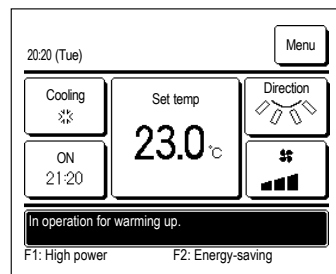 20:20 (Tue)
Menu
Cooling
Set temp
Direction
23.0 °C
ON
21:20
In operation for warming up.
F1: High power
F2: Energy-saving